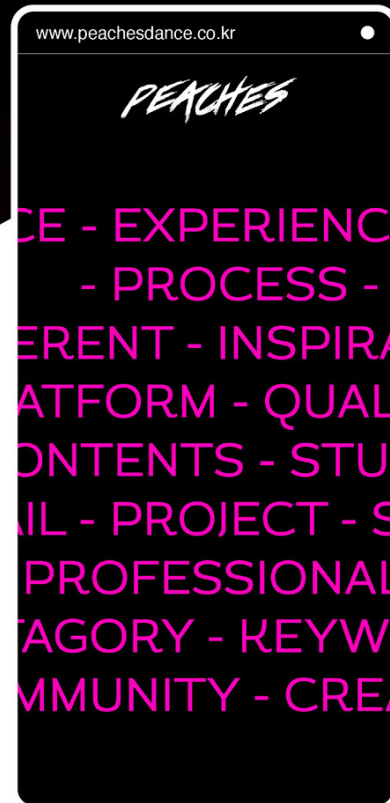 www.peachesdance.co.kr
PEACHES
CE - EXPERIENC
- PROCESS -
ERENT - INSPIRA
ATFORM - QUAL
ONTENTS - STU
AIL - PROJECT - S
PROFESSIONAL
TAGORY - KEYW
MMUNITY - CREA